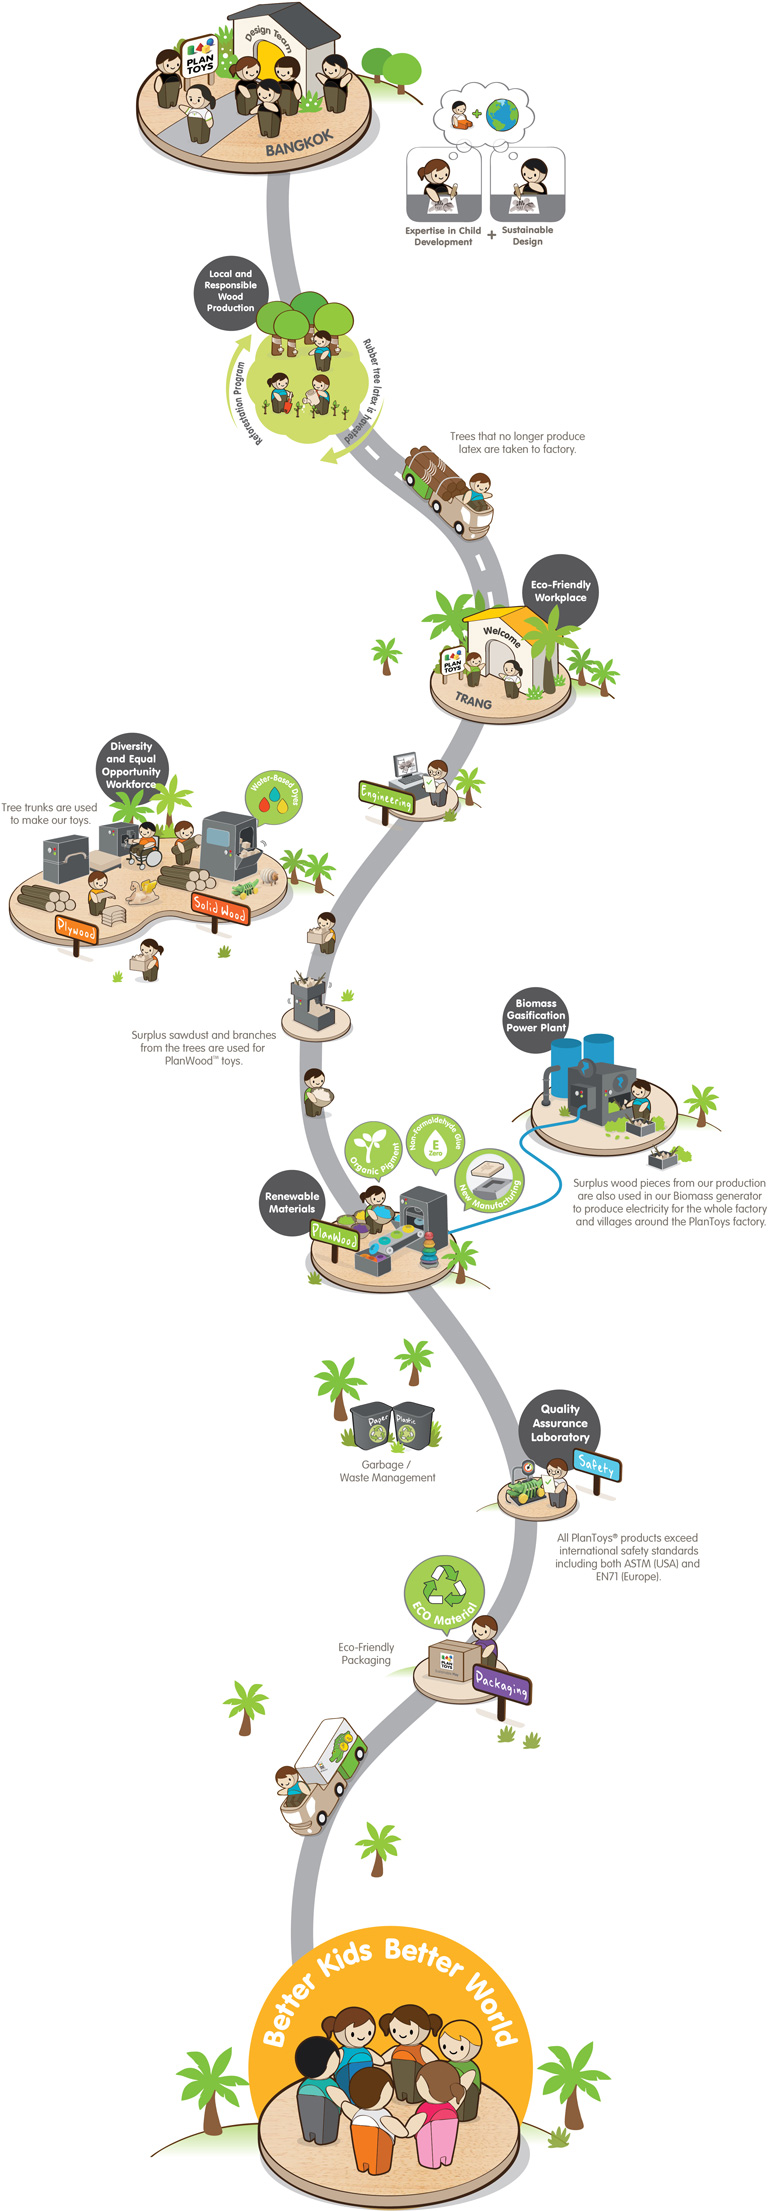 Design Team
PLAN
TOYS
BANGKOK
Expertise in Child
Development
+
Sustainable
Design
Local and
Responsible
Wood
Production
Reforestation Program
Rubber tree latex is havested
Trees that no longer produce
latex are taken to factory.
Eco-Friendly
Workplace
Welcome
PLAN
TOYS
TRANG
Diversity
and Equal
Opportunity
Workforce
Water-Based Dyes
Tree trunks are used
to make our toys.
Engineering
Solid Wood
Plywood
Surplus sawdust and branches
from the trees are used for
PlanWood™ toys.
Biomass
Gasification
Power Plant
Organic Pigment
Non-Formaldehyde Glue
E
Zero
New Manufacturing
Renewable
Materials
PlanWood
Surplus wood pieces from our production
are also used in our Biomass generator
to produce electricity for the whole factory
and villages around the PlanToys factory.
Paper
Plastic
Garbage /
Waste Management
Quality
Assurance
Laboratory
Safety
All PlanToys® products exceed
international safety standards
including both ASTM (USA) and
EN71 (Europe).
ECO Material
Eco-Friendly
Packaging
PLAN
TOYS
Packaging
Better Kids Better World